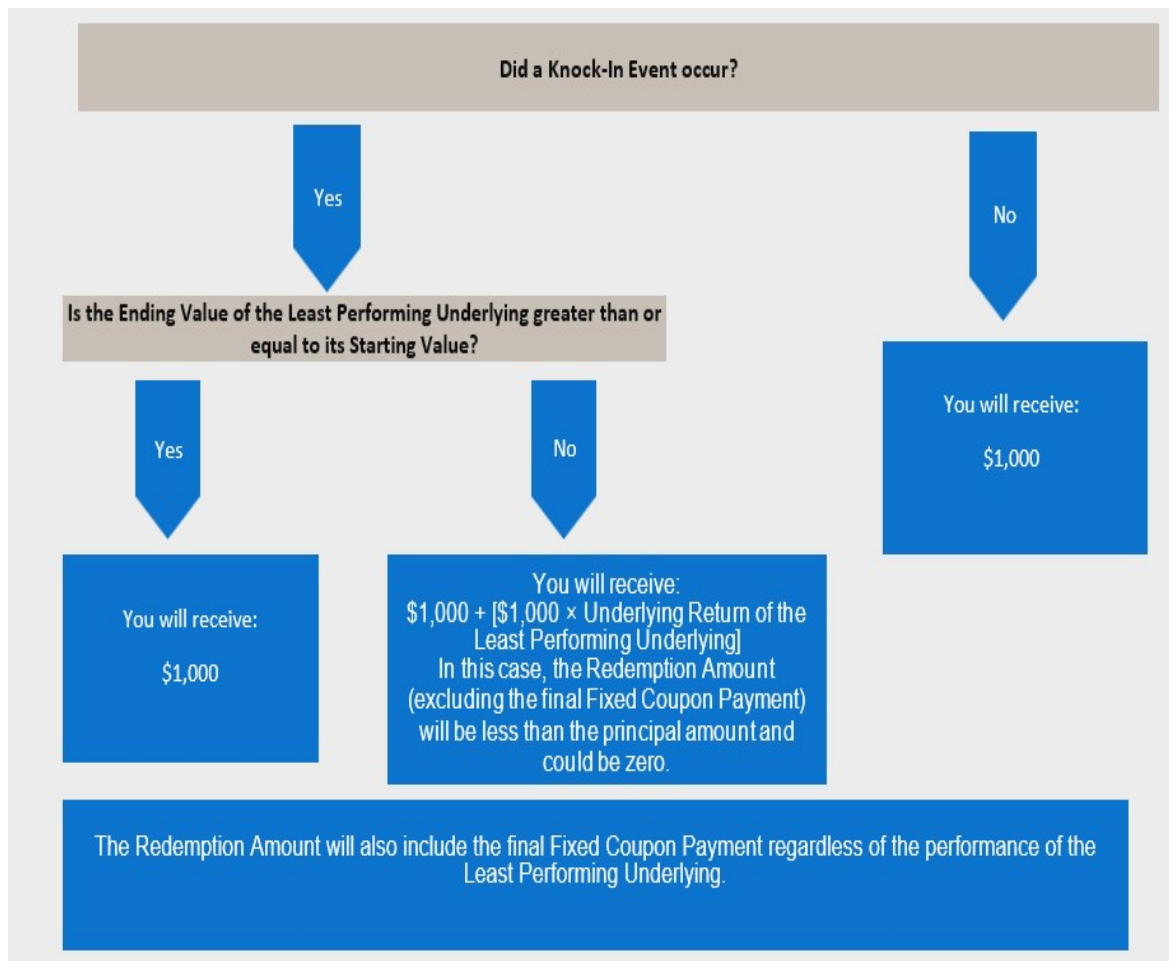 Did a Knock-In Event occur?
Yes
No
Is the Ending Value of the Least Performing Underlying greater than or
equal to its Starting Value?
You will receive:
$1,000
Yes
No
You will receive:
$1,000
You will receive:
$1,000 + [$1,000 × Underlying Return of the
Least Performing Underlying]
In this case, the Redemption Amount
(excluding the final Fixed Coupon Payment)
will be less than the principal amount and
could be zero.
The Redemption Amount will also include the final Fixed Coupon Payment regardless of the performance of the
Least Performing Underlying.